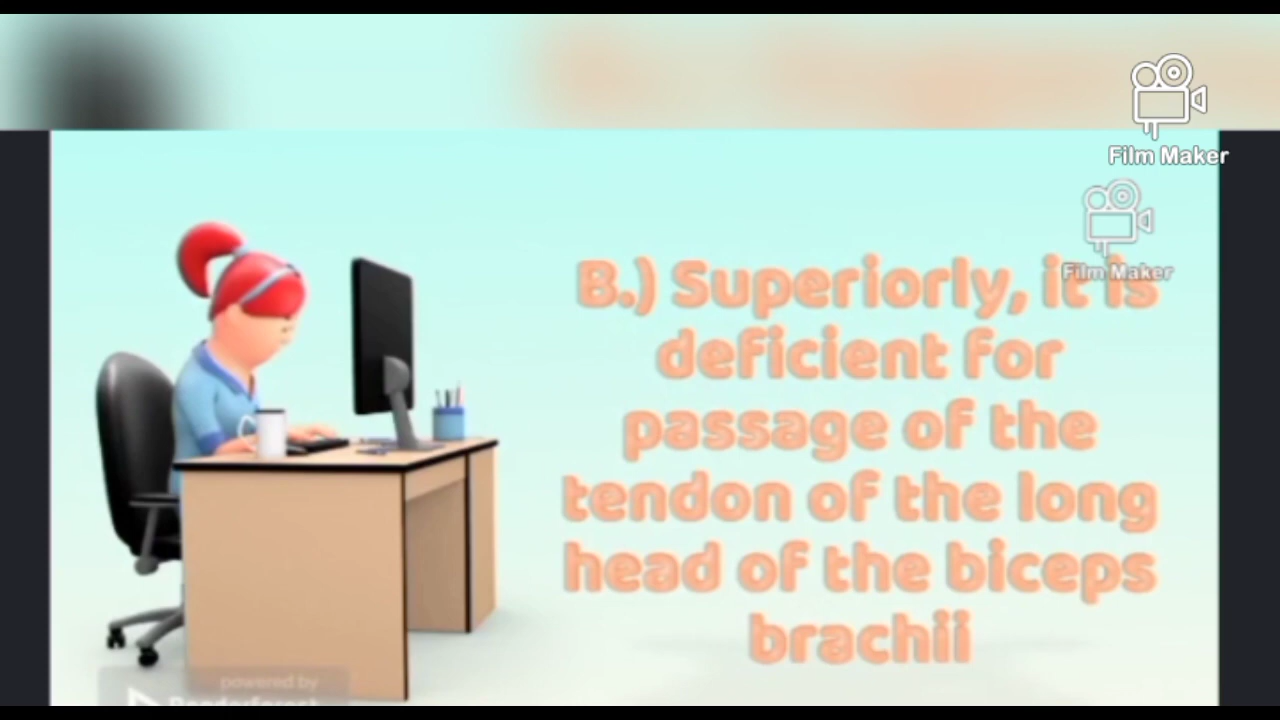 Film Maker
Film Maker
B.) Superiorly, it is
deficient for
passage of the
tendon of the long
head of the biceps
brachii
powered by
Renderforest